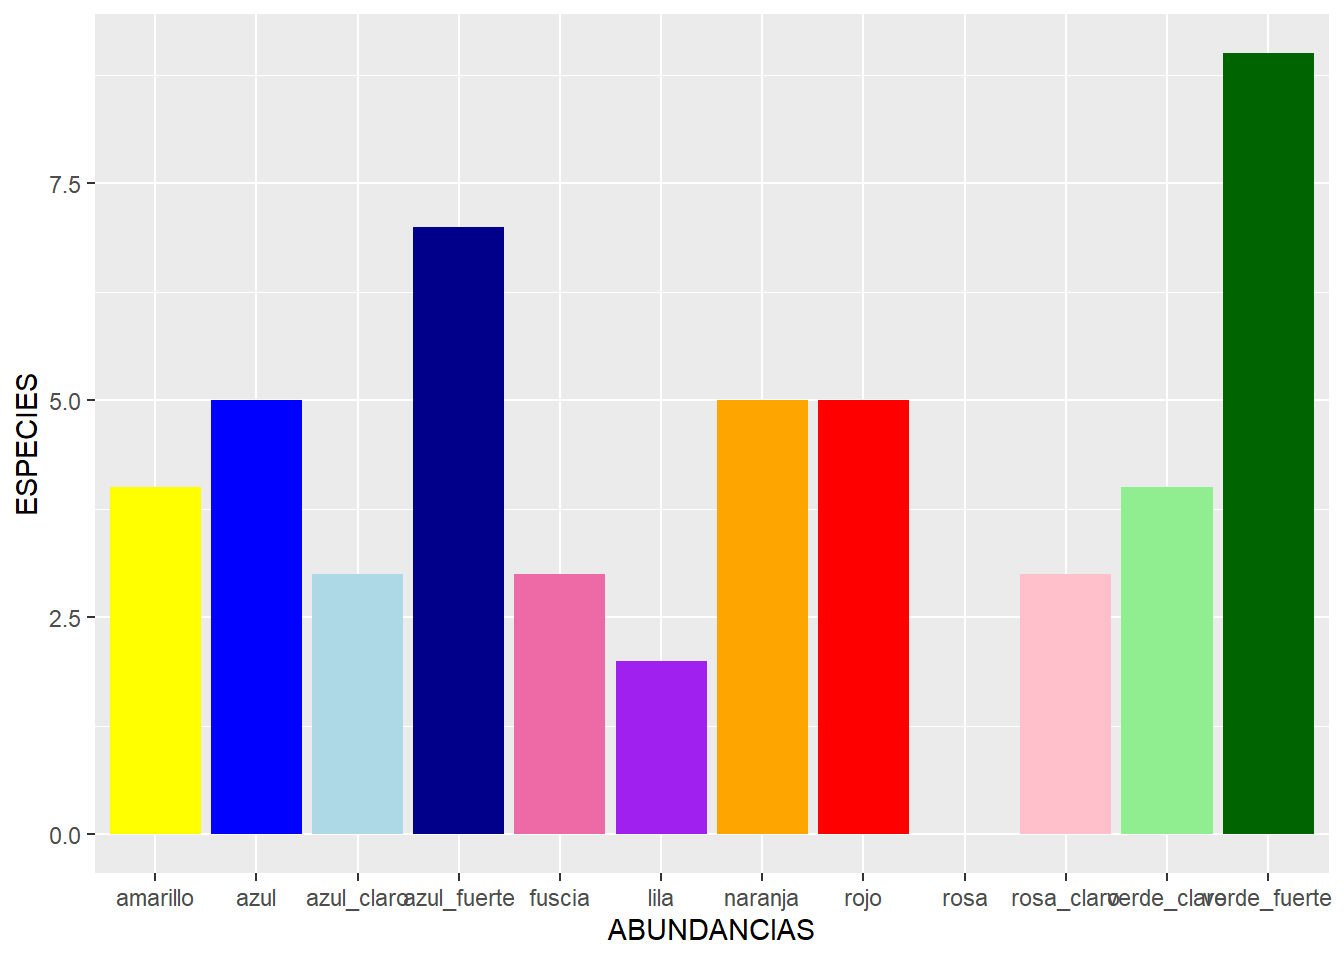 ESPECIES
7.5
5.0
2.5
0.0
amarillo azul azul_claro azul_fuerte fuscia lila naranja rojo rosa rosa_claro verde_claro verde_fuerte
ABUNDANCIAS